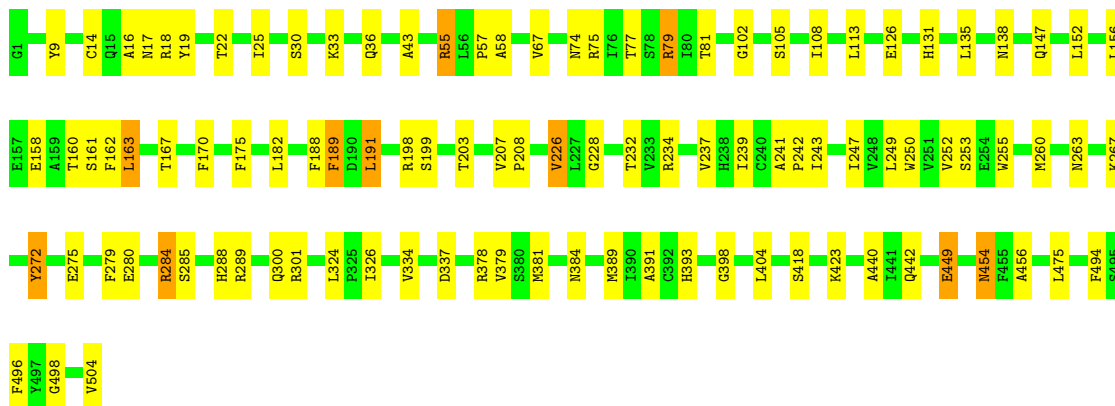 G1 Y9 C14 Q15 A16 N17 R18 Y19 T22 I25 S30 K33 Q36 A43 R55 L56 P57 A58 V67 N74 R75 I76 T77 S78 R79 I80 T81 G102 S105 I108 L113 E126 H131 L135 N138 Q147 L152 L156
E157 E158 A159 T160 S161 F162 L163 T167 F170 F175 L182 F188 F189 D190 L191 R198 S199 T203 V207 P208 V226 L227 G228 T232 V233 R234 V237 H238 I239 C240 A241 P242 I243 I247 V248 L249 W250 V251 V252 S253 E254 W255 M260 N263 K267
Y272 E275 F279 E280 R284 S285 H288 R289 Q300 R301 L324 P325 I326 V334 D337 R378 V379 S380 M381 N384 M389 I390 A391 C392 H393 G398 L404 S418 K423 A440 I441 Q442 E449 N454 F455 A456 L475 F494 S495
F496 Y497 G498 V504